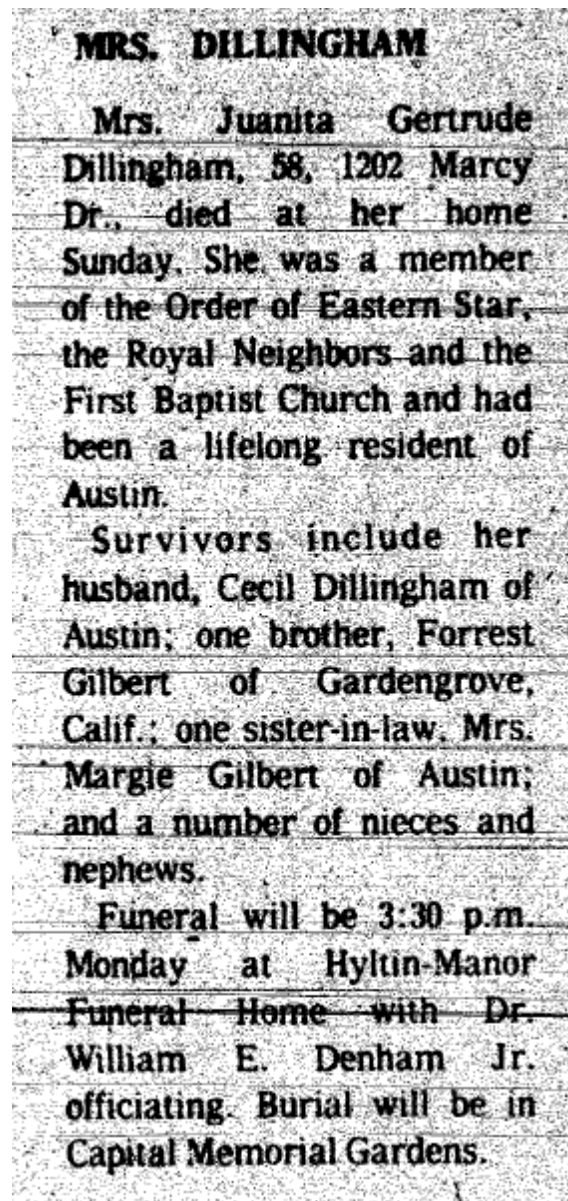 MRS. DILLINGHAM
Mrs. Juanita Gertrude
Dillingham, 58, 1202 Marcy
Dr., died at her home
Sunday. She was a member
of the Order of Eastern Star,
the Royal Neighbors and the
First Baptist Church and had
been a lifelong resident of
Austin.
Survivors include her
husband, Cecil Dillingham of
Austin; one brother, Forrest
Gilbert of Gardengrove,
Calif.; one sister-in-law, Mrs.
Margie Gilbert of Austin;
and a number of nieces and
nephews.
Funeral will be 3:30 p.m.
Monday at Hyltin-Manor
Funeral Home with Dr.
William E. Denham Jr.
officiating. Burial will be in
Capital Memorial Gardens.